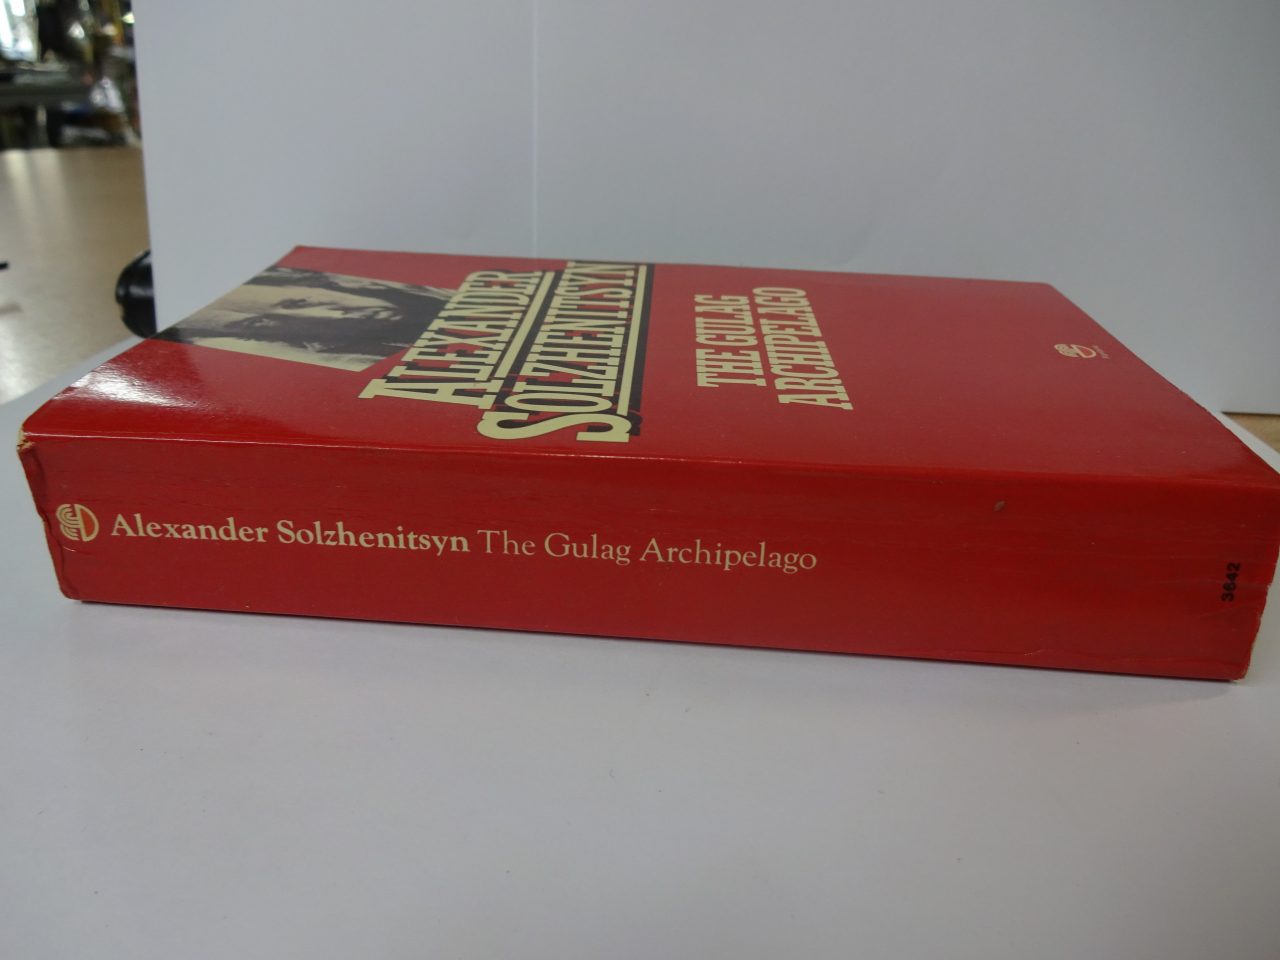 ALEXANDER
SOLZHENITSYN
THE GULAG
ARCHIPELAGO
Alexander Solzhenitsyn The Gulag Archipelago
3642